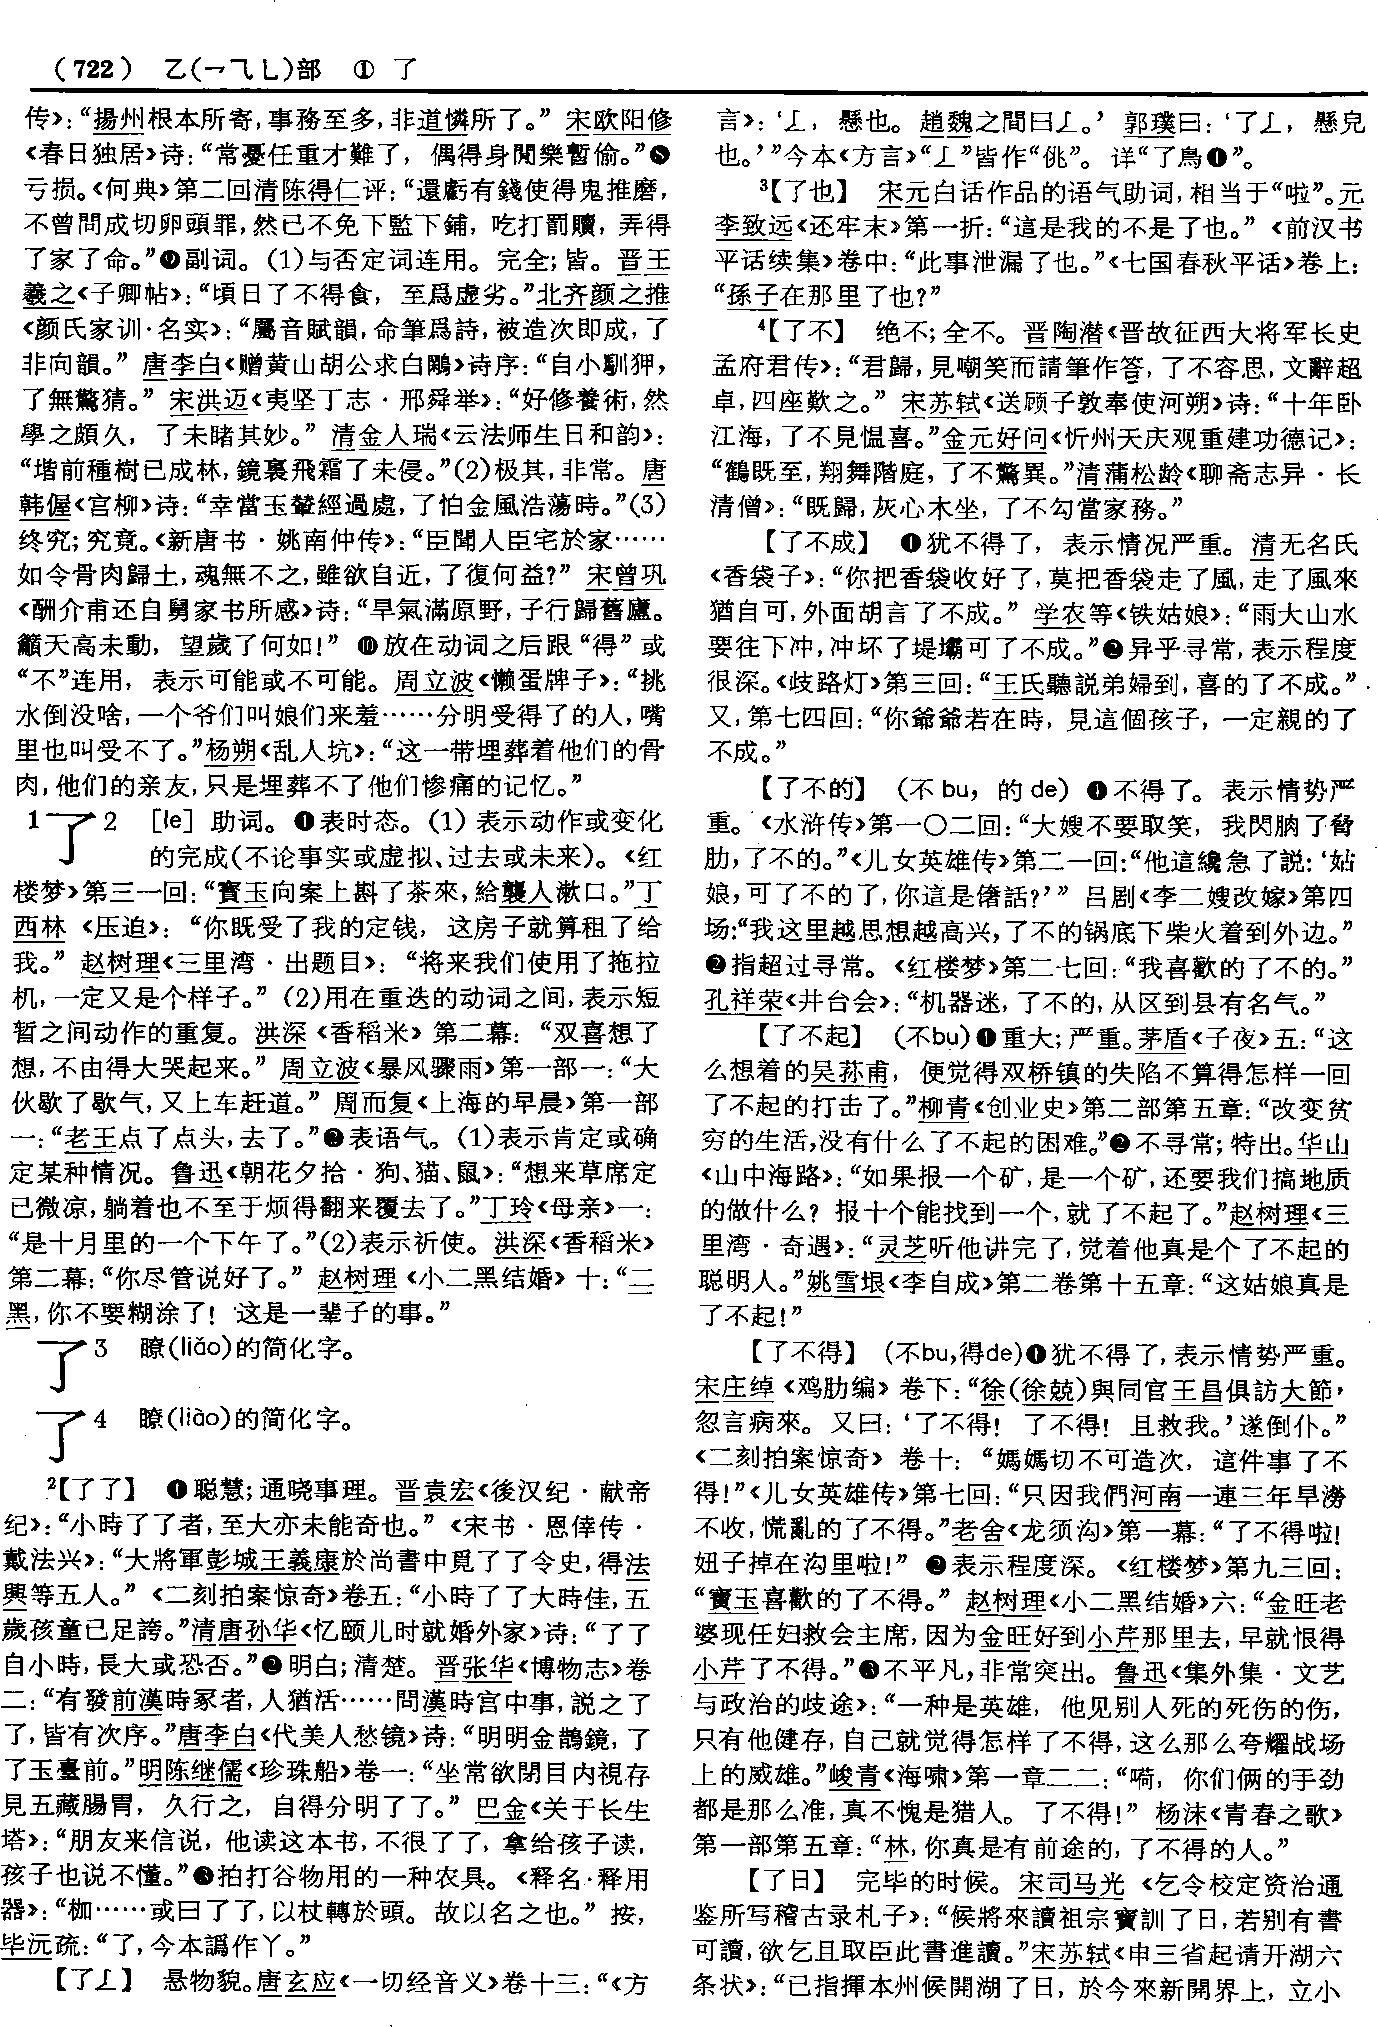 (722) 乙(乛⺄乚)部 ① 了
传》：“揚州根本所寄，事務至多，非道憐所了。” 宋欧阳修
《春日独居》诗：“常憂任重才難了，偶得身閒樂暫偷。”❽
亏损。《何典》第二回清陈得仁评：“還虧有錢使得鬼推磨，
不曾問成切卵頭罪，然已不免下監下鋪，吃打罰贖，弄得
了家了命。”❾副词。(1)与否定词连用。完全；皆。晋王
羲之《子卿帖》：“頃日了不得食，至爲虚劣。”北齐颜之推
《颜氏家训·名实》：“屬音賦韻，命筆爲詩，被造次即成，了
非向韻。” 唐李白《赠黄山胡公求白鹇》诗序：“自小馴狎，
了無驚猜。” 宋洪迈《夷坚丁志·邢舜举》：“好修養術，然
學之頗久，了未睹其妙。” 清金人瑞《云法师生日和韵》：
“堦前種樹已成林，鏡裏飛霜了未侵。”(2)极其，非常。唐
韩偓《宫柳》诗：“幸當玉輦經過處，了怕金風浩蕩時。”(3)
终究；究竟。《新唐书·姚南仲传》：“臣聞人臣宅於家……
如令骨肉歸土，魂無不之，雖欲自近，了復何益？” 宋曾巩
《酬介甫还自舅家书所感》诗：“旱氣滿原野，子行歸舊廬。
籲天高未動，望歲了何如！” ❿放在动词之后跟“得”或
“不”连用，表示可能或不可能。周立波《懒蛋牌子》：“挑
水倒没啥，一个爷们叫娘们来羞……分明受得了的人，嘴
里也叫受不了。”杨朔《乱人坑》：“这一带埋葬着他们的骨
肉，他们的亲友，只是埋葬不了他们惨痛的记忆。”
1了2 [le] 助词。❶表时态。(1) 表示动作或变化
的完成(不论事实或虚拟、过去或未来)。《红
楼梦》第三一回：“寶玉向案上斟了茶來，給襲人漱口。”丁
西林《压迫》：“你既受了我的定钱，这房子就算租了给
我。” 赵树理《三里湾·出题目》：“将来我们使用了拖拉
机，一定又是个样子。” (2)用在重迭的动词之间，表示短
暂之间动作的重复。洪深《香稻米》第二幕：“双喜想了
想，不由得大哭起来。” 周立波《暴风骤雨》第一部一：“大
伙歇了歇气，又上车赶道。” 周而复《上海的早晨》第一部
一：“老王点了点头，去了。”❷表语气。(1)表示肯定或确
定某种情况。鲁迅《朝花夕拾·狗、猫、鼠》：“想来草席定
已微凉，躺着也不至于烦得翻来覆去了。”丁玲《母亲》一：
“是十月里的一个下午了。”(2)表示祈使。洪深《香稻米》
第二幕：“你尽管说好了。” 赵树理《小二黑结婚》十：“二
黑，你不要糊涂了！这是一辈子的事。”
了3 瞭(liǎo)的简化字。
了4 瞭(liào)的简化字。
2【了了】 ❶聪慧；通晓事理。晋袁宏《後汉纪·献帝
纪》：“小時了了者，至大亦未能奇也。” 《宋书·恩倖传·
戴法兴》：“大將軍彭城王義康於尚書中覓了了令史，得法
興等五人。” 《二刻拍案惊奇》卷五：“小時了了大時佳，五
歲孩童已足誇。”清唐孙华《忆颐儿时就婚外家》诗：“了了
自小時，長大或恐否。”❷明白；清楚。晋张华《博物志》卷
二：“有發前漢時冢者，人猶活……問漢時宫中事，説之了
了，皆有次序。”唐李白《代美人愁镜》诗：“明明金鵲鏡，了
了玉臺前。”明陈继儒《珍珠船》卷一：“坐常欲閉目内視存
見五藏腸胃，久行之，自得分明了了。” 巴金《关于长生
塔》：“朋友来信说，他读这本书，不很了了，拿给孩子读，
孩子也说不懂。”❸拍打谷物用的一种农具。《释名·释用
器》：“枷……或曰了了，以杖轉於頭。故以名之也。” 按，
毕沅疏：“了，今本譌作丫。”
【了𠄏】 悬物貌。唐玄应《一切经音义》卷十三：“《方
言》：‘𠄏，懸也。趙魏之間曰𠄏。’ 郭璞曰：‘了𠄏，懸皃
也。’”今本《方言》“𠄏”皆作“佻”。详“了鳥❶”。
3【了也】 宋元白话作品的语气助词，相当于“啦”。元
李致远《还牢末》第一折：“這是我的不是了也。” 《前汉书
平话续集》卷中：“此事泄漏了也。”《七国春秋平话》卷上：
“孫子在那里了也？”
4【了不】 绝不；全不。晋陶潜《晋故征西大将军长史
孟府君传》：“君歸，見嘲笑而請筆作答，了不容思，文辭超
卓，四座歎之。” 宋苏轼《送顾子敦奉使河朔》诗：“十年卧
江海，了不見愠喜。”金元好问《忻州天庆观重建功德记》：
“鶴既至，翔舞階庭，了不驚異。”清蒲松龄《聊斋志异·长
清僧》：“既歸，灰心木坐，了不勾當家務。”
【了不成】 ❶犹不得了，表示情况严重。清无名氏
《香袋子》：“你把香袋收好了，莫把香袋走了風，走了風來
猶自可，外面胡言了不成。” 学农等《铁姑娘》：“雨大山水
要往下冲，冲坏了堤壩可了不成。”❷异乎寻常，表示程度
很深。《歧路灯》第三回：“王氏聽説弟婦到，喜的了不成。”
又，第七四回：“你爺爺若在時，見這個孩子，一定親的了
不成。”
【了不的】 (不 bu，的 de) ❶不得了。表示情势严
重。《水浒传》第一〇二回：“大嫂不要取笑，我閃朒了脅
肋，了不的。”《儿女英雄传》第二一回：“他這纔急了説：‘姑
娘，可了不的了，你這是啥話？’” 吕剧《李二嫂改嫁》第四
场：“我这里越思想越高兴，了不的锅底下柴火着到外边。”
❷指超过寻常。《红楼梦》第二七回：“我喜歡的了不的。”
孔祥荣《井台会》：“机器迷，了不的，从区到县有名气。”
【了不起】 (不bu)❶重大；严重。茅盾《子夜》五：“这
么想着的吴荪甫，便觉得双桥镇的失陷不算得怎样一回
了不起的打击了。”柳青《创业史》第二部第五章：“改变贫
穷的生活，没有什么了不起的困难。”❷不寻常；特出。华山
《山中海路》：“如果报一个矿，是一个矿，还要我们搞地质
的做什么？报十个能找到一个，就了不起了。”赵树理《三
里湾·奇遇》：“灵芝听他讲完了，觉着他真是个了不起的
聪明人。”姚雪垠《李自成》第二卷第十五章：“这姑娘真是
了不起！”
【了不得】 (不bu，得de)❶犹不得了，表示情势严重。
宋庄绰《鸡肋编》卷下：“徐(徐兢)與同官王昌俱訪大節，
忽言病來。又曰：‘了不得！了不得！且救我。’遂倒仆。”
《二刻拍案惊奇》卷十：“媽媽切不可造次，這件事了不
得！”《儿女英雄传》第七回：“只因我們河南一連三年旱澇
不收，慌亂的了不得。”老舍《龙须沟》第一幕：“了不得啦！
妞子掉在沟里啦！” ❷表示程度深。《红楼梦》第九三回：
“寶玉喜歡的了不得。” 赵树理《小二黑结婚》六：“金旺老
婆现任妇救会主席，因为金旺好到小芹那里去，早就恨得
小芹了不得。”❸不平凡，非常突出。鲁迅《集外集·文艺
与政治的歧途》：“一种是英雄，他见别人死的死伤的伤，
只有他健存，自己就觉得怎样了不得，这么那么夸耀战场
上的威雄。”峻青《海啸》第一章二二：“嗬，你们俩的手劲
都是那么准，真不愧是猎人。了不得！” 杨沫《青春之歌》
第一部第五章：“林，你真是有前途的，了不得的人。”
【了日】 完毕的时候。宋司马光《乞令校定资治通
鉴所写稽古录札子》：“候將來讀祖宗寶訓了日，若别有書
可讀，欲乞且取臣此書進讀。”宋苏轼《申三省起请开湖六
条状》：“已指揮本州候開湖了日，於今來新開界上，立小